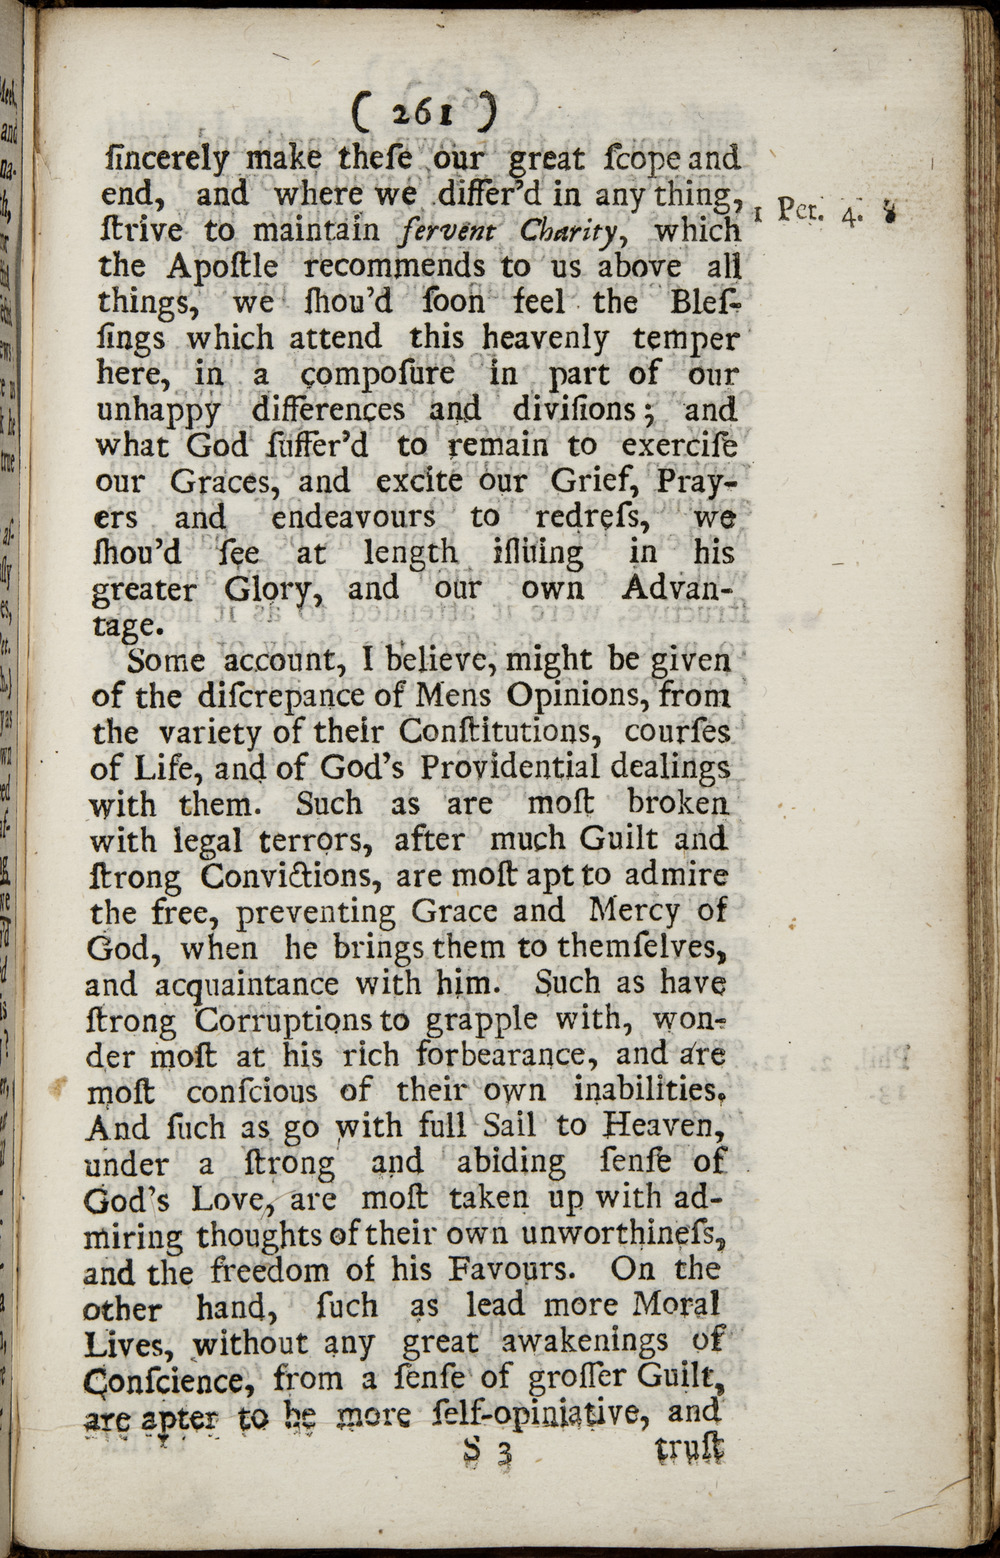 ( 261 )
ſincerely make theſe our great ſcope and
end, and where we differ'd in any thing,
1 Pet. 4. 8
ſtrive to maintain fervent Charity, which
the Apoſtle recommends to us above all
things, we ſhou'd ſoon feel the Bleſ-
ſings which attend this heavenly temper
here, in a compoſure in part of our
unhappy differences and diviſions; and
what God ſuffer'd to remain to exerciſe
our Graces, and excite our Grief, Pray-
ers and endeavours to redreſs, we
ſhou'd ſee at length iſſuing in his
greater Glory, and our own Advan-
tage.
Some account, I believe, might be given
of the diſcrepance of Mens Opinions, from
the variety of their Conſtitutions, courſes
of Life, and of God's Providential dealings
with them. Such as are moſt broken
with legal terrors, after much Guilt and
ſtrong Convictions, are moſt apt to admire
the free, preventing Grace and Mercy of
God, when he brings them to themſelves,
and acquaintance with him. Such as have
ſtrong Corruptions to grapple with, won-
der moſt at his rich forbearance, and are
moſt conſcious of their own inabilities.
And ſuch as go with full Sail to Heaven,
under a ſtrong and abiding ſenſe of
God's Love, are moſt taken up with ad-
miring thoughts of their own unworthineſs,
and the freedom of his Favours. On the
other hand, ſuch as lead more Moral
Lives, without any great awakenings of
Conſcience, from a ſenſe of groſſer Guilt,
are apter to be more ſelf-opiniative, and
S 3 truſt